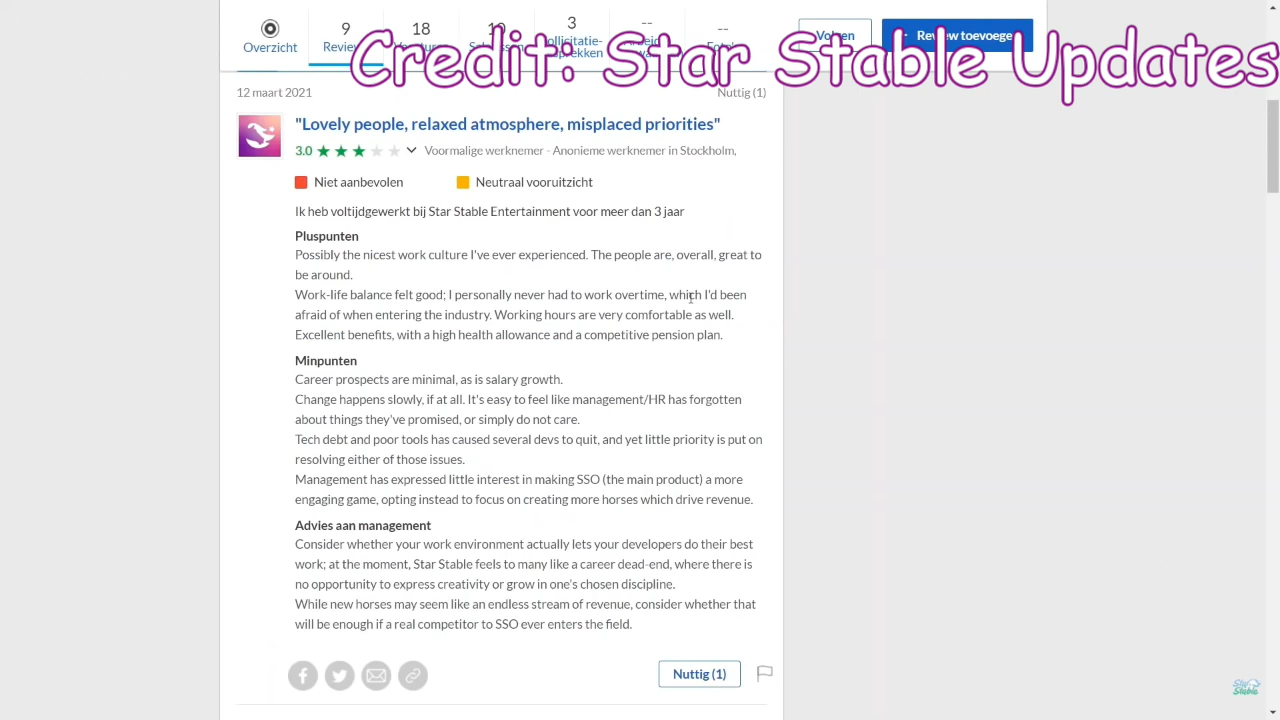 Overzicht
9
18
10
3
--
--
Volgen
Review toevoegen
Credit: Star Stable Updates
12 maart 2021
Nuttig (1)
"Lovely people, relaxed atmosphere, misplaced priorities"
3.0
Voormalige werknemer - Anonieme werknemer in Stockholm,
Niet aanbevolen
Neutraal vooruitzicht
Ik heb voltijdgewerkt bij Star Stable Entertainment voor meer dan 3 jaar
Pluspunten
Possibly the nicest work culture I've ever experienced. The people are, overall, great to
be around.
Work-life balance felt good; I personally never had to work overtime, which I'd been
afraid of when entering the industry. Working hours are very comfortable as well.
Excellent benefits, with a high health allowance and a competitive pension plan.
Minpunten
Career prospects are minimal, as is salary growth.
Change happens slowly, if at all. It's easy to feel like management/HR has forgotten
about things they've promised, or simply do not care.
Tech debt and poor tools has caused several devs to quit, and yet little priority is put on
resolving either of those issues.
Management has expressed little interest in making SSO (the main product) a more
engaging game, opting instead to focus on creating more horses which drive revenue.
Advies aan management
Consider whether your work environment actually lets your developers do their best
work; at the moment, Star Stable feels to many like a career dead-end, where there is
no opportunity to express creativity or grow in one's chosen discipline.
While new horses may seem like an endless stream of revenue, consider whether that
will be enough if a real competitor to SSO ever enters the field.
Nuttig (1)
Star Stable